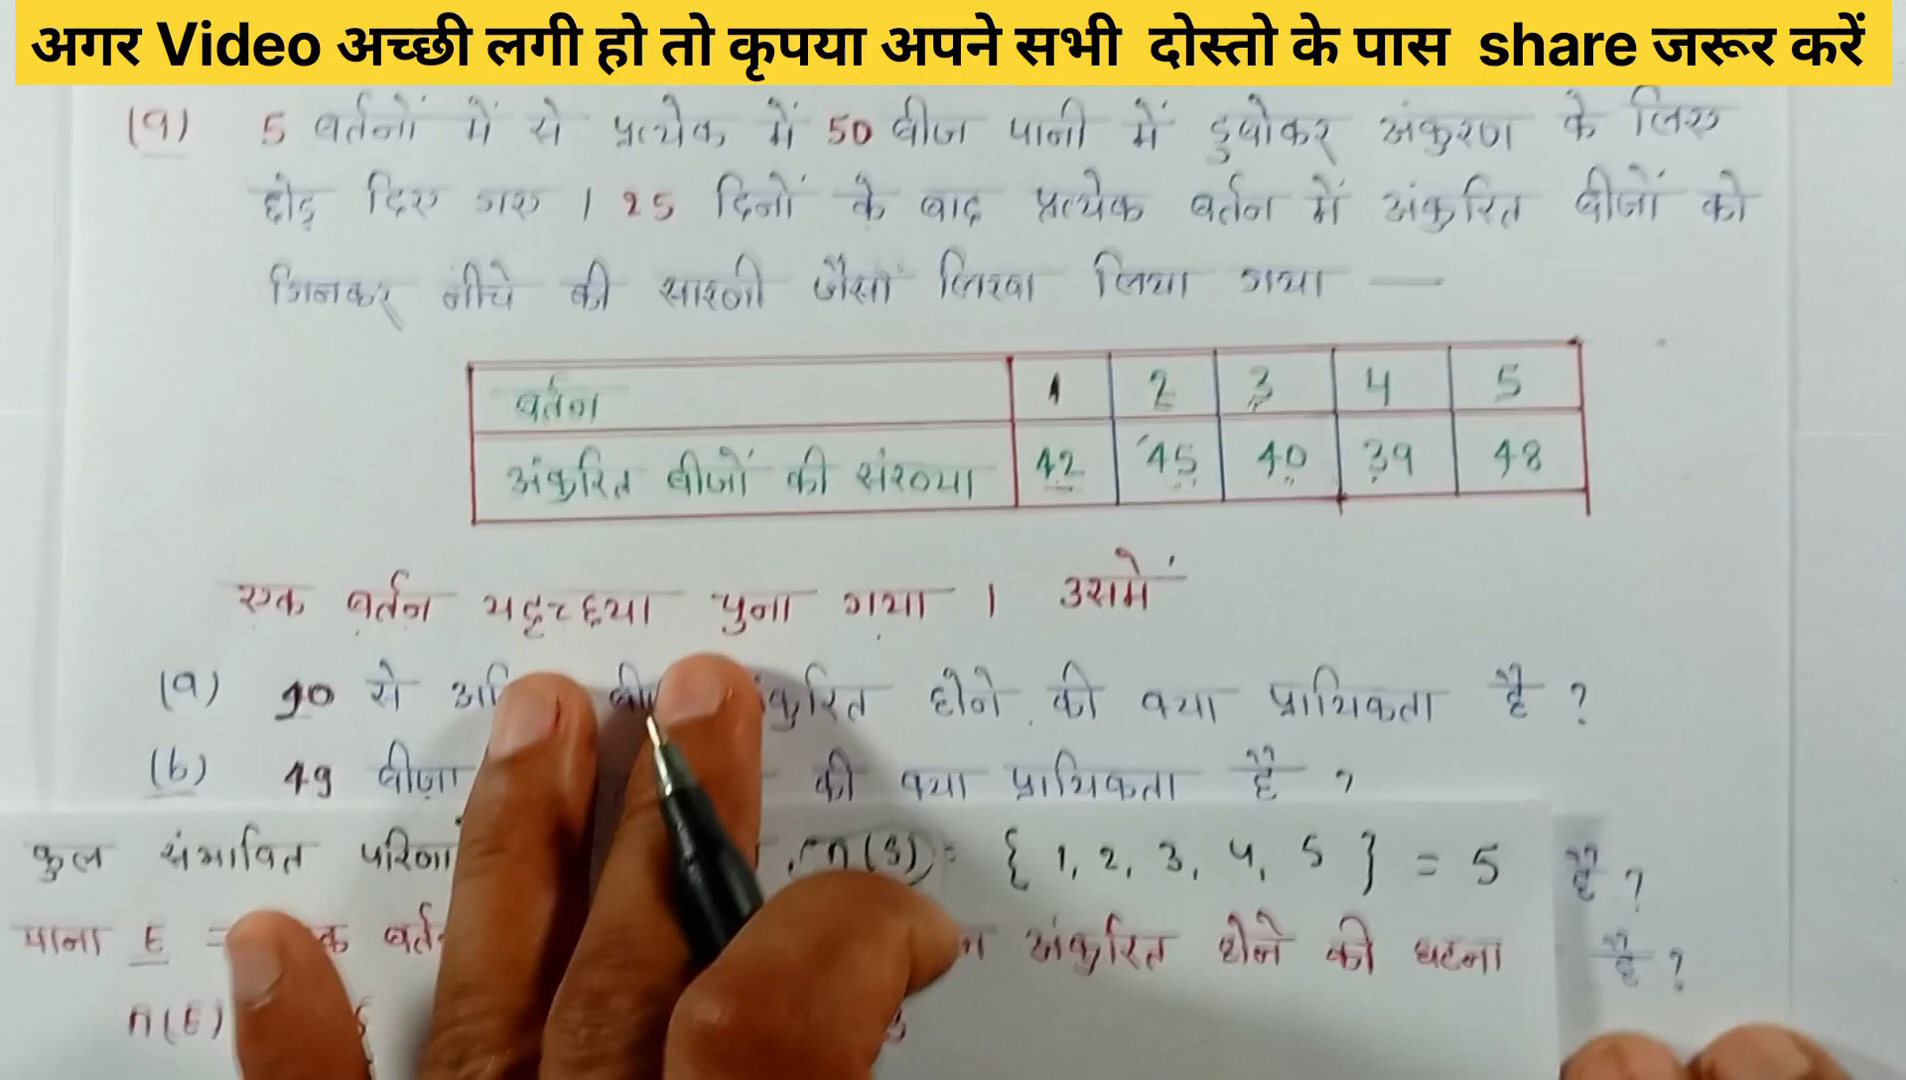 अगर Video अच्छी लगी हो तो कृपया अपने सभी दोस्तो के पास share जरूर करें
(9) 5 बर्तनों में से प्रत्येक में 50 बीज पानी में डुबोकर अंकुरण के लिए
छोड़ दिए गए । 25 दिनों के बाद प्रत्येक बर्तन में अंकुरित बीजों को
गिनकर नीचे की सारणी जैसा लिख लिया गया —
बर्तन 1 2 3 4 5
अंकुरित बीजों की संख्या 42 45 40 39 48
एक बर्तन यदृच्छया चुना गया । उसमें
(a) 40 से होने की क्या प्रायिकता है ?
(b) 49 की क्या प्रायिकता है ?
कुल संभावित n(S) = { 1, 2, 3, 4, 5 } = 5 है ?
माना E = अंकुरित होने की घटना है ?
n(E)